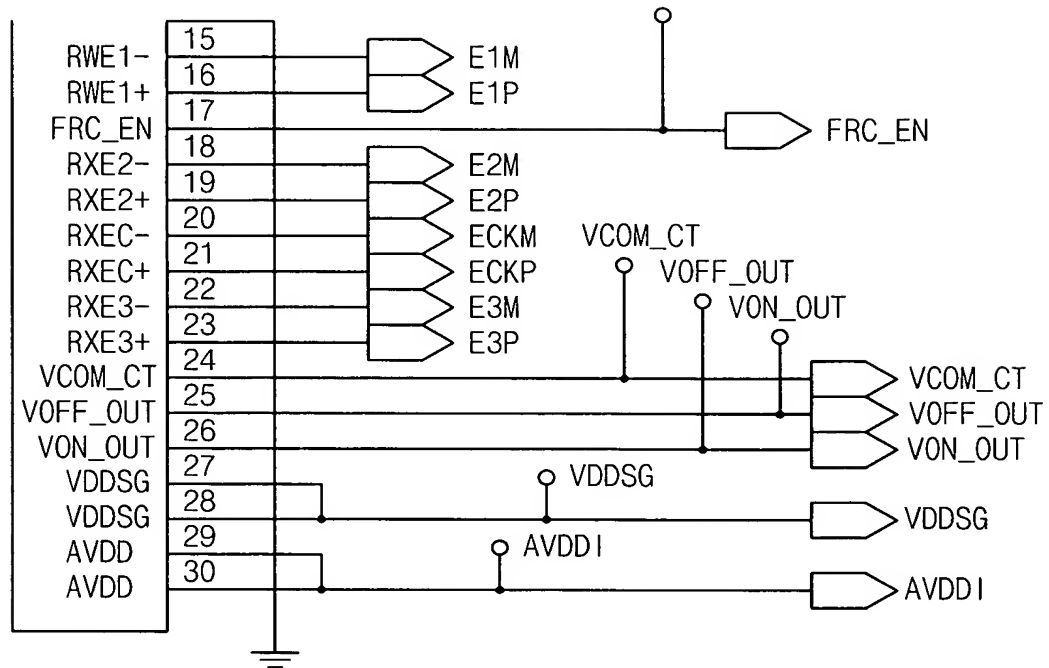 RWE1- 15 E1M
RWE1+ 16 E1P
FRC_EN 17 FRC_EN
RXE2- 18 E2M
RXE2+ 19 E2P
RXEC- 20 ECKM
RXEC+ 21 ECKP
RXE3- 22 E3M
RXE3+ 23 E3P
VCOM_CT
VOFF_OUT
VON_OUT
VCOM_CT 24 VCOM_CT
VOFF_OUT 25 VOFF_OUT
VON_OUT 26 VON_OUT
VDDSG 27 VDDSG
VDDSG 28 VDDSG
AVDD 29 AVDDI
AVDD 30 AVDDI